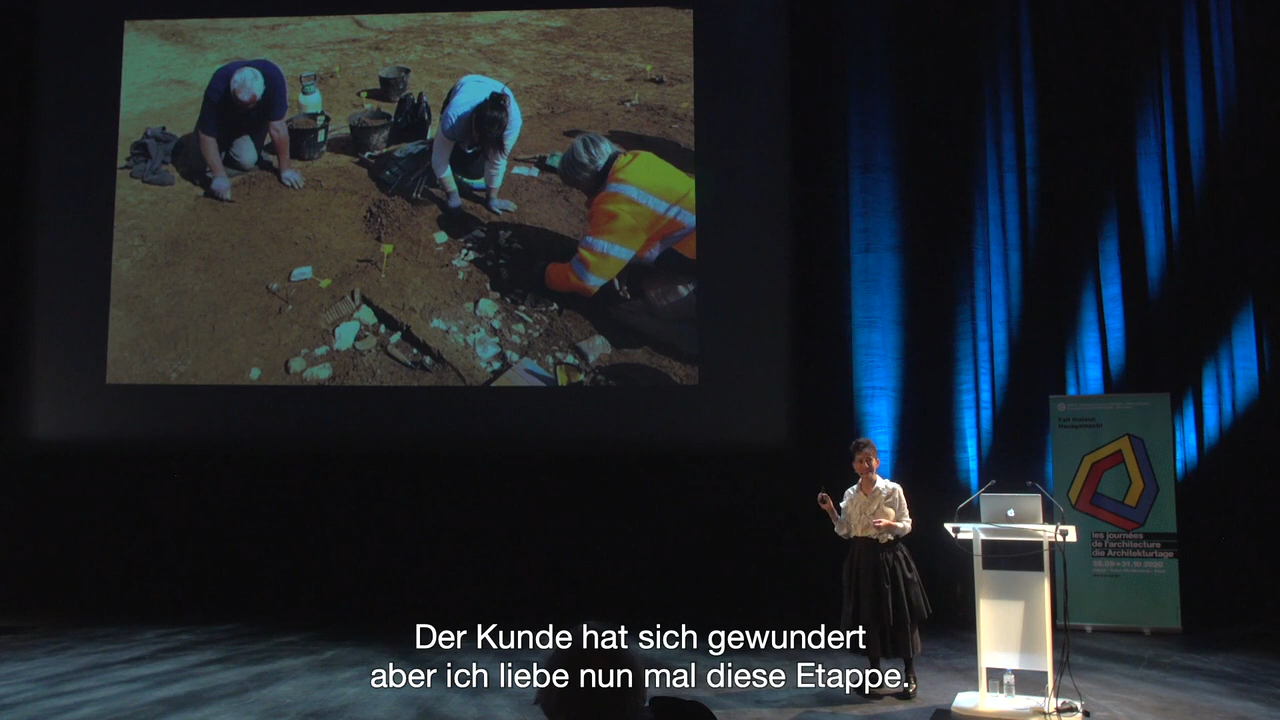 les journées
de l'architecture
die Architekturtage
Der Kunde hat sich gewundert
aber ich liebe nun mal diese Etappe.